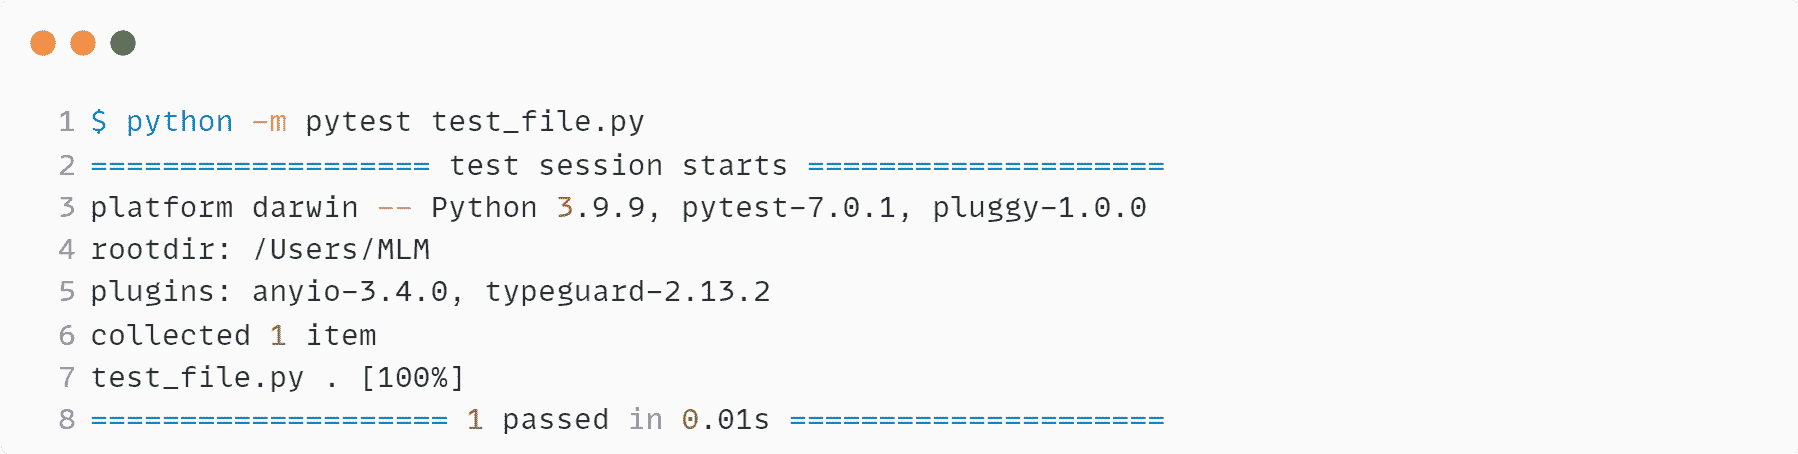 1 $ python -m pytest test_file.py
2 =================== test session starts ====================
3 platform darwin -- Python 3.9.9, pytest-7.0.1, pluggy-1.0.0
4 rootdir: /Users/MLM
5 plugins: anyio-3.4.0, typeguard-2.13.2
6 collected 1 item
7 test_file.py . [100%]
8 ==================== 1 passed in 0.01s =====================